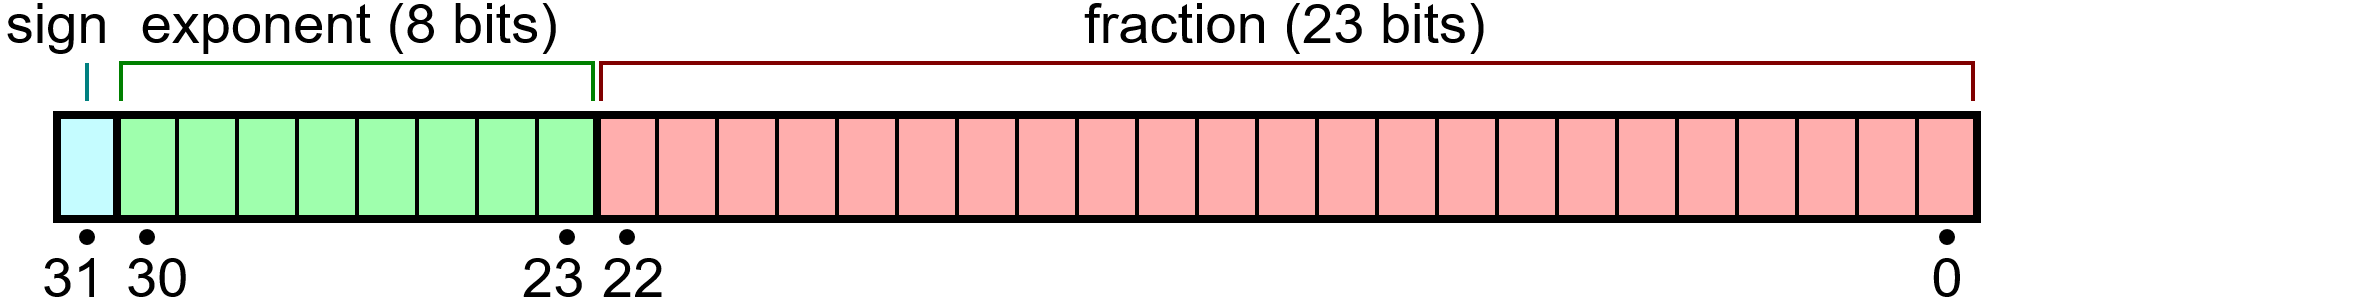 sign exponent (8 bits) fraction (23 bits)
31 30 23 22 0